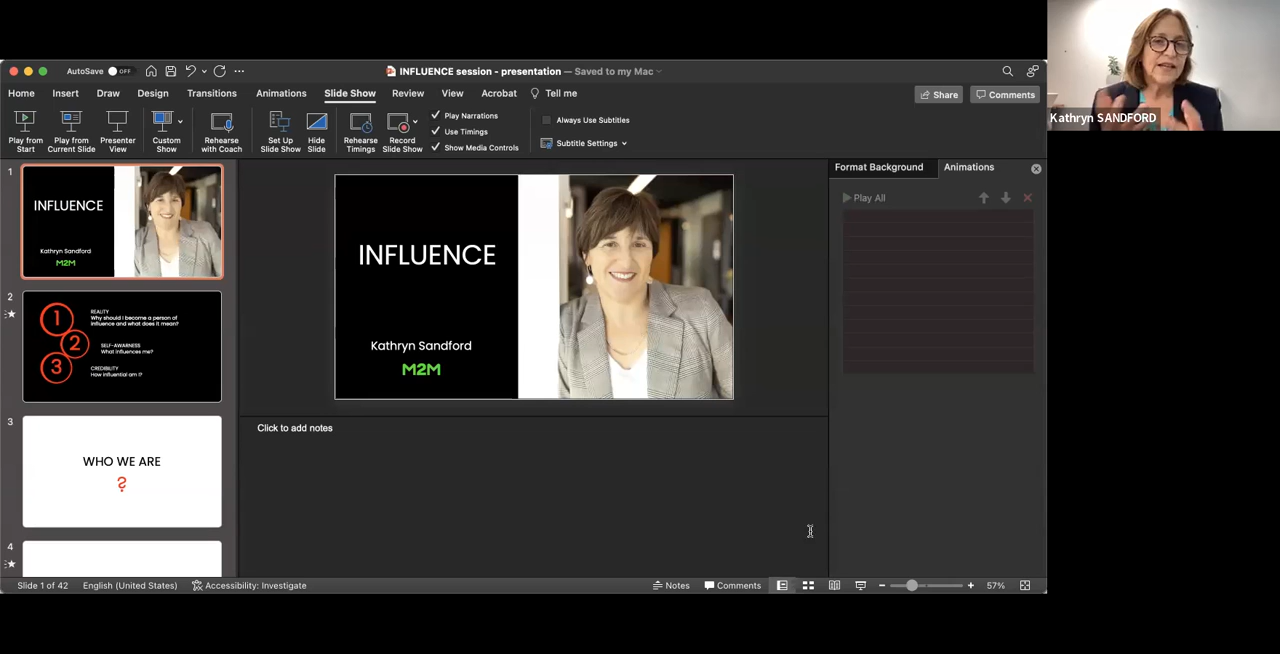 AutoSave OFF
INFLUENCE session - presentation — Saved to my Mac
Home Insert Draw Design Transitions Animations Slide Show Review View Acrobat Tell me
Share Comments
Play from Start
Play from Current Slide
Presenter View
Custom Show
Rehearse with Coach
Set Up Slide Show
Hide Slide
Rehearse Timings
Record Slide Show
Play Narrations
Use Timings
Show Media Controls
Always Use Subtitles
Subtitle Settings
1
INFLUENCE
Kathryn Sandford
M2M
2
1
REALITY
Why should I become a person of
influence and what does it mean?
2
SELF-AWARENESS
What influences me?
3
CREDIBILITY
How influential am I?
3
WHO WE ARE
?
4
INFLUENCE
Kathryn Sandford
M2M
Click to add notes
Format Background Animations
Play All
Slide 1 of 42 English (United States) Accessibility: Investigate
Notes Comments 57%
Kathryn SANDFORD